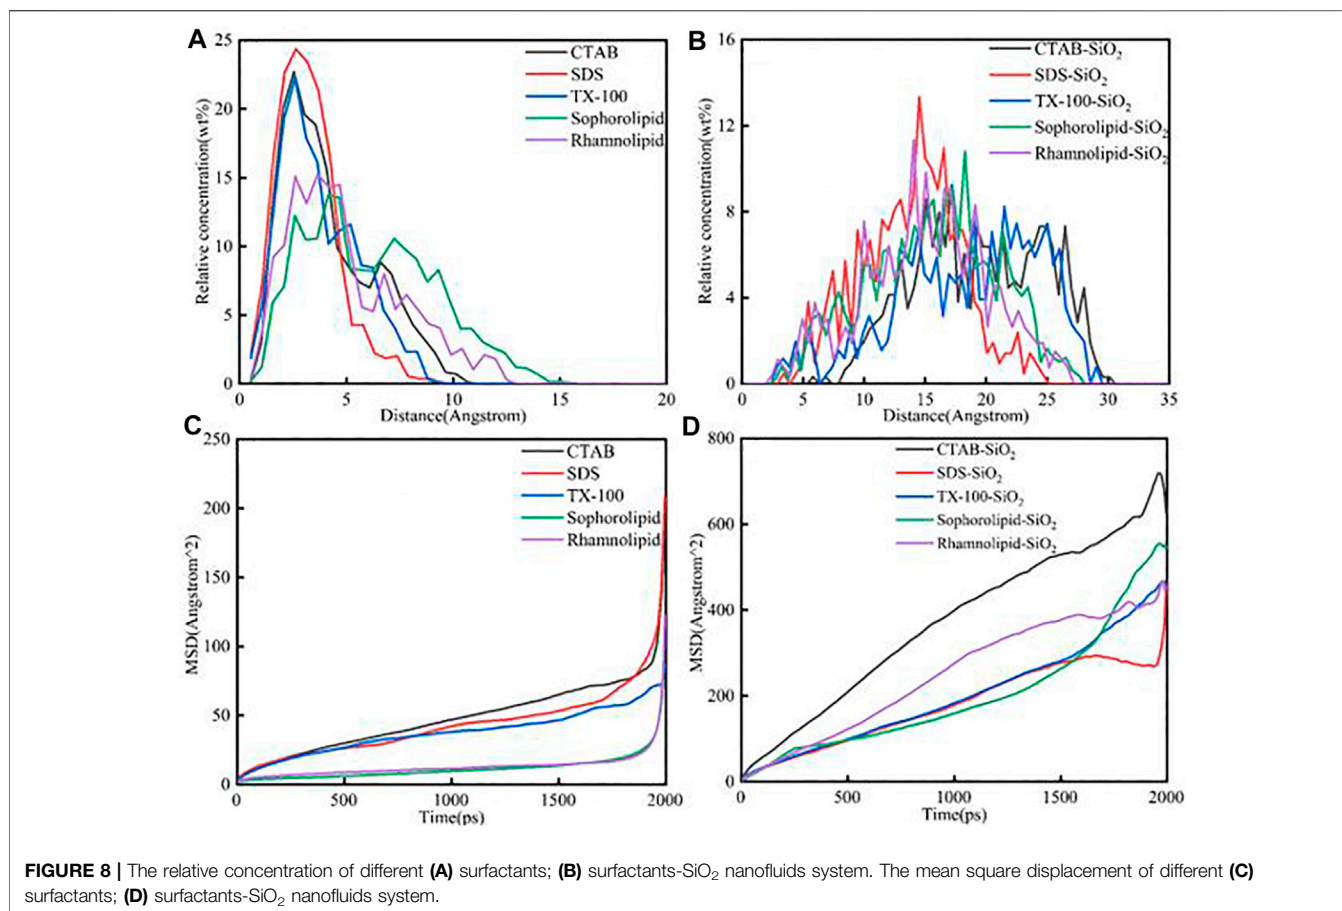 A
25
20
15
10
5
0
Relative concentration(wt%)
CTAB
SDS
TX-100
Sophorolipid
Rhamnolipid
0 5 10 15 20
Distance(Angstrom)
B
16
12
8
4
0
Relative concentration(wt%)
CTAB-SiO₂
SDS-SiO₂
TX-100-SiO₂
Sophorolipid-SiO₂
Rhamnolipid-SiO₂
0 5 10 15 20 25 30 35
Distance(Angstrom)
C
250
200
150
100
50
0
MSD(Angstrom^2)
CTAB
SDS
TX-100
Sophorolipid
Rhamnolipid
0 500 1000 1500 2000
Time(ps)
D
800
600
400
200
0
MSD(Angstrom^2)
CTAB-SiO₂
SDS-SiO₂
TX-100-SiO₂
Sophorolipid-SiO₂
Rhamnolipid-SiO₂
0 500 1000 1500 2000
Time(ps)
FIGURE 8 | The relative concentration of different (A) surfactants; (B) surfactants-SiO₂ nanofluids system. The mean square displacement of different (C)
surfactants; (D) surfactants-SiO₂ nanofluids system.